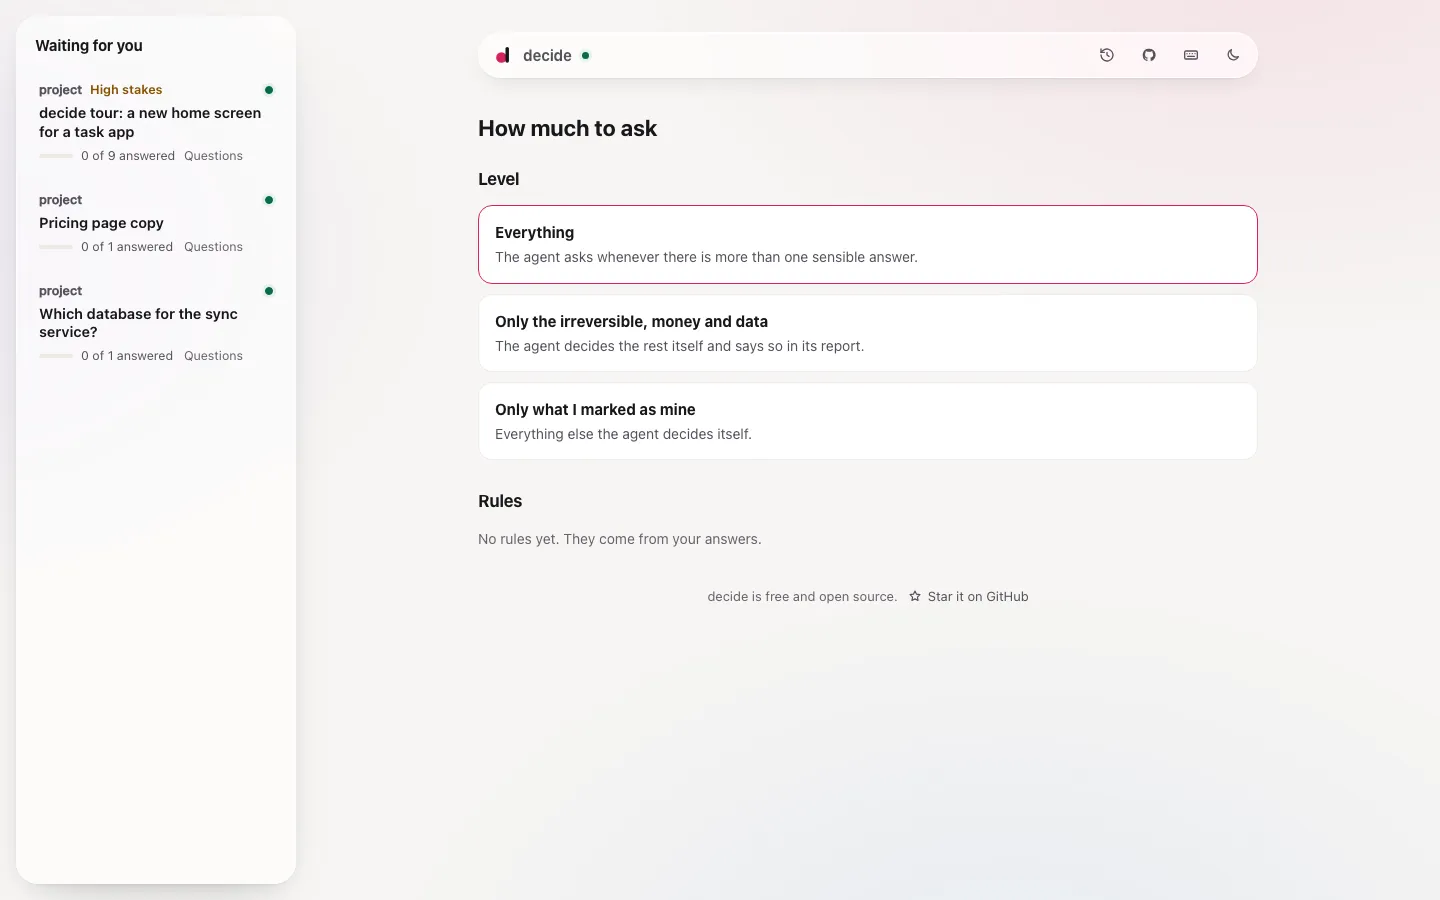 Waiting for you
project High stakes
decide tour: a new home screen
for a task app
0 of 9 answered Questions
project
Pricing page copy
0 of 1 answered Questions
project
Which database for the sync
service?
0 of 1 answered Questions
decide
How much to ask
Level
Everything
The agent asks whenever there is more than one sensible answer.
Only the irreversible, money and data
The agent decides the rest itself and says so in its report.
Only what I marked as mine
Everything else the agent decides itself.
Rules
No rules yet. They come from your answers.
decide is free and open source. Star it on GitHub